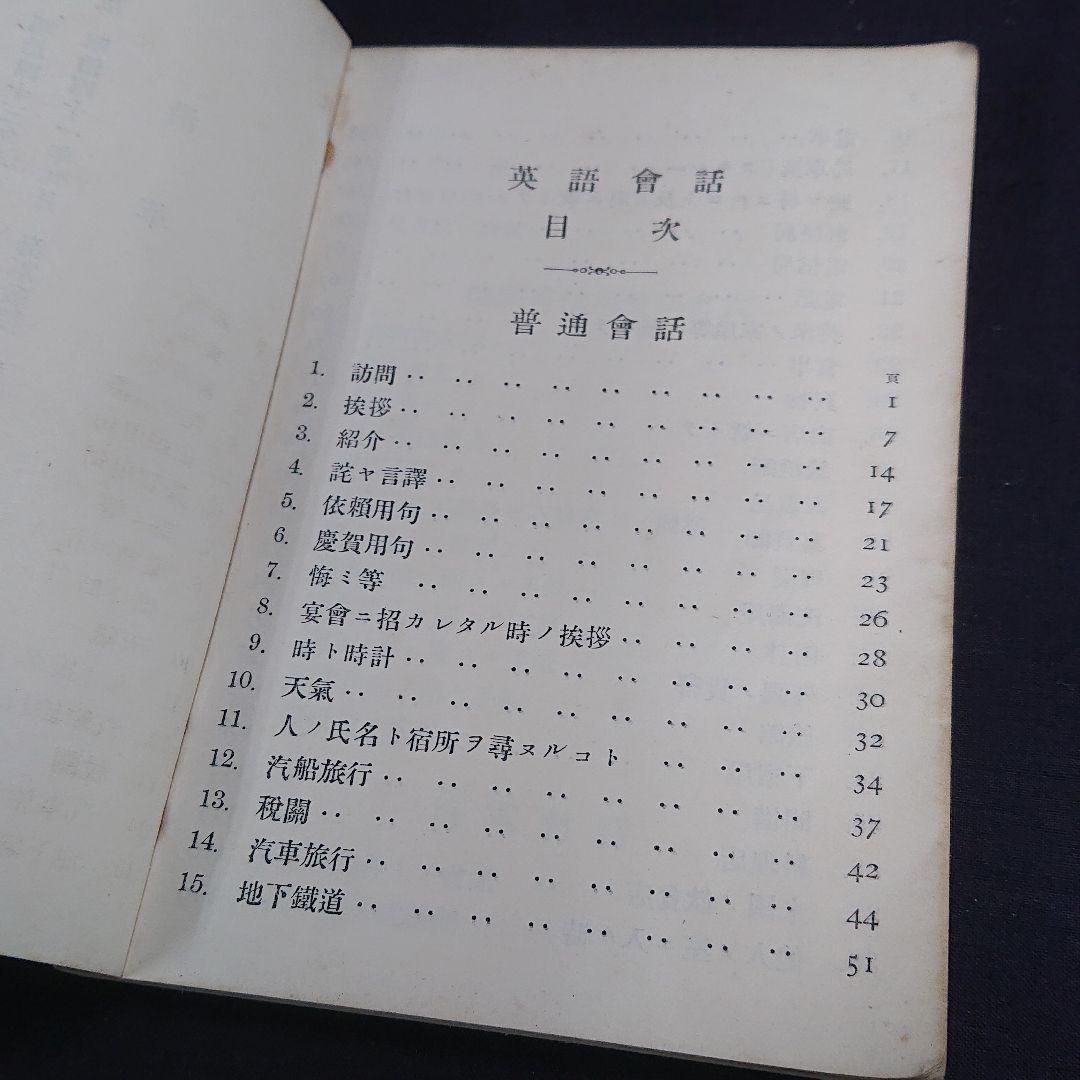 英語會話
目次
普通會話
頁
1. 訪問‥ ‥ ‥ ‥ ‥ ‥ ‥ ‥ ‥ 1
2. 挨拶‥ ‥ ‥ ‥ ‥ ‥ ‥ ‥ ‥ 7
3. 紹介‥ ‥ ‥ ‥ ‥ ‥ ‥ ‥ ‥ 14
4. 詫ヤ言譯‥ ‥ ‥ ‥ ‥ ‥ ‥ ‥ 17
5. 依賴用句‥ ‥ ‥ ‥ ‥ ‥ ‥ ‥ 21
6. 慶賀用句‥ ‥ ‥ ‥ ‥ ‥ ‥ ‥ 23
7. 悔ミ等 ‥ ‥ ‥ ‥ ‥ ‥ ‥ ‥ 26
8. 宴會ニ招カレタル時ノ挨拶‥ ‥ ‥ ‥ 28
9. 時ト時計‥ ‥ ‥ ‥ ‥ ‥ ‥ ‥ 30
10. 天氣‥ ‥ ‥ ‥ ‥ ‥ ‥ ‥ ‥ 32
11. 人ノ氏名ト宿所ヲ尋ヌルコト ‥ ‥ ‥ 34
12. 汽船旅行‥ ‥ ‥ ‥ ‥ ‥ ‥ ‥ 37
13. 稅關‥ ‥ ‥ ‥ ‥ ‥ ‥ ‥ ‥ 42
14. 汽車旅行‥ ‥ ‥ ‥ ‥ ‥ ‥ ‥ 44
15. 地下鐵道‥ ‥ ‥ ‥ ‥ ‥ ‥ ‥ 51